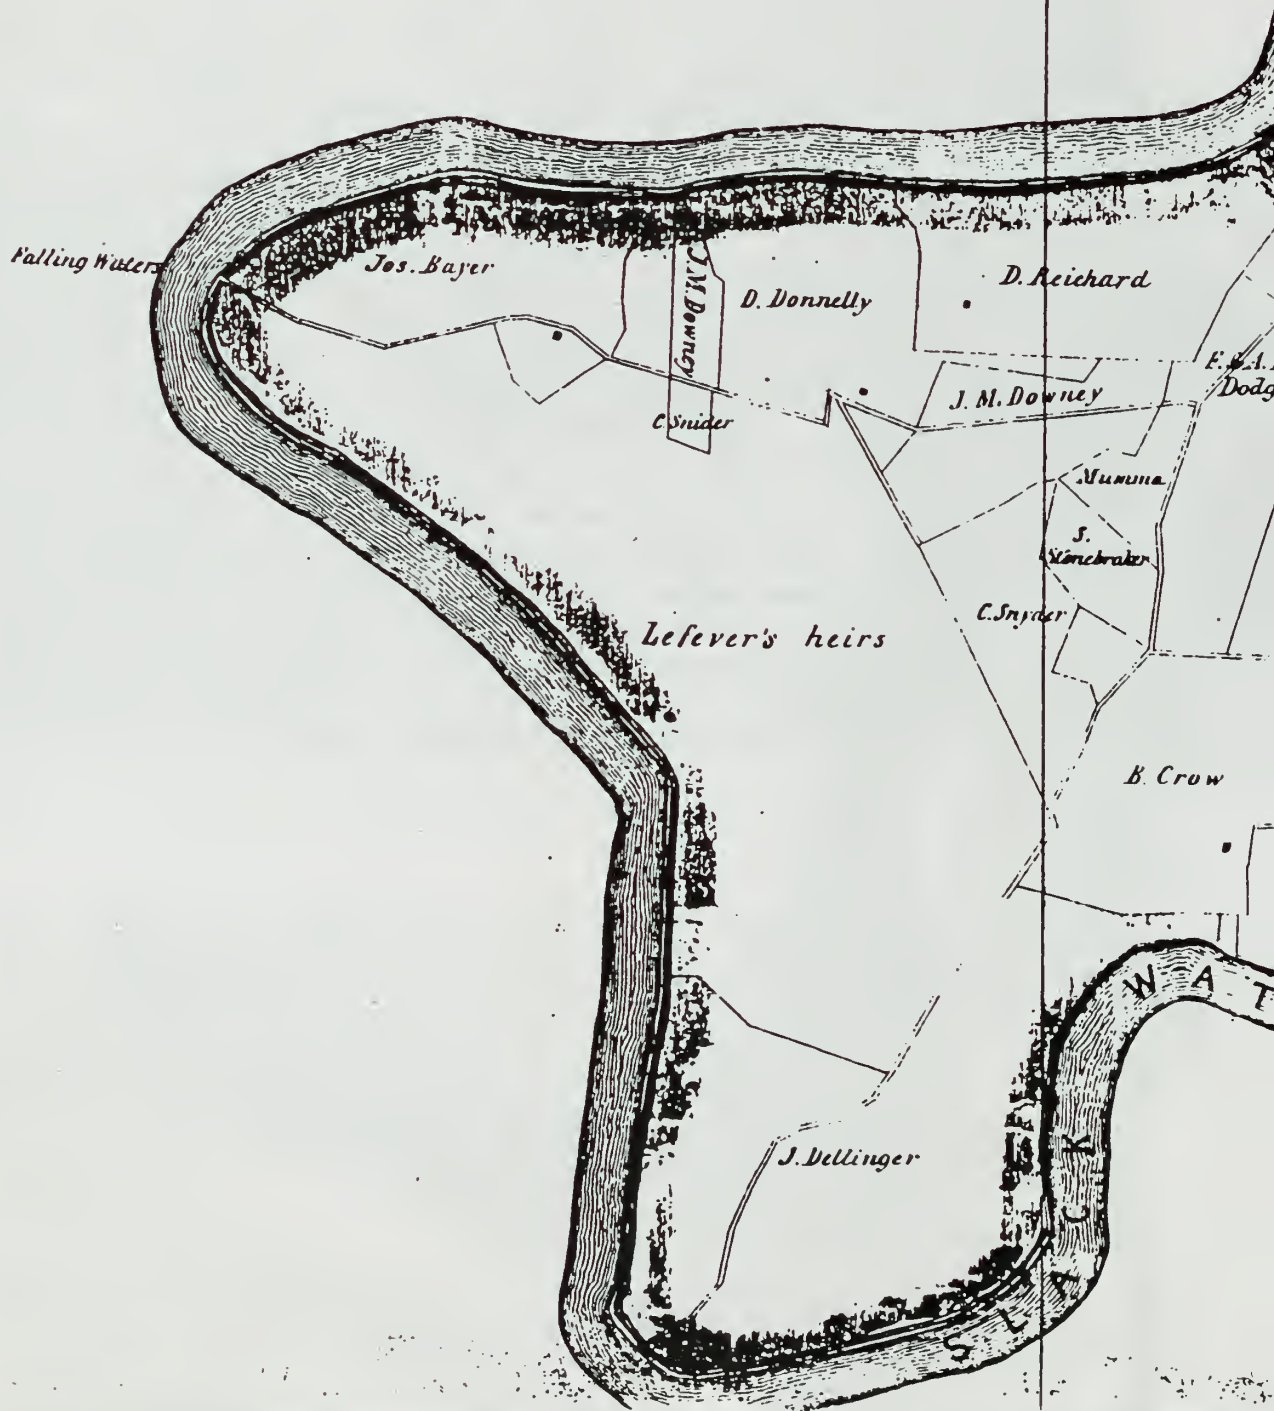 Falling Waters
Jos. Bayer
J. M. Downey
D. Donnelly
D. Reichard
Dodg
J. M. Downey
C. Snider
Mumma
S.
Stonebraker
C. Snyder
Lefever's heirs
B. Crow
J. Dellinger
SLACK WAT